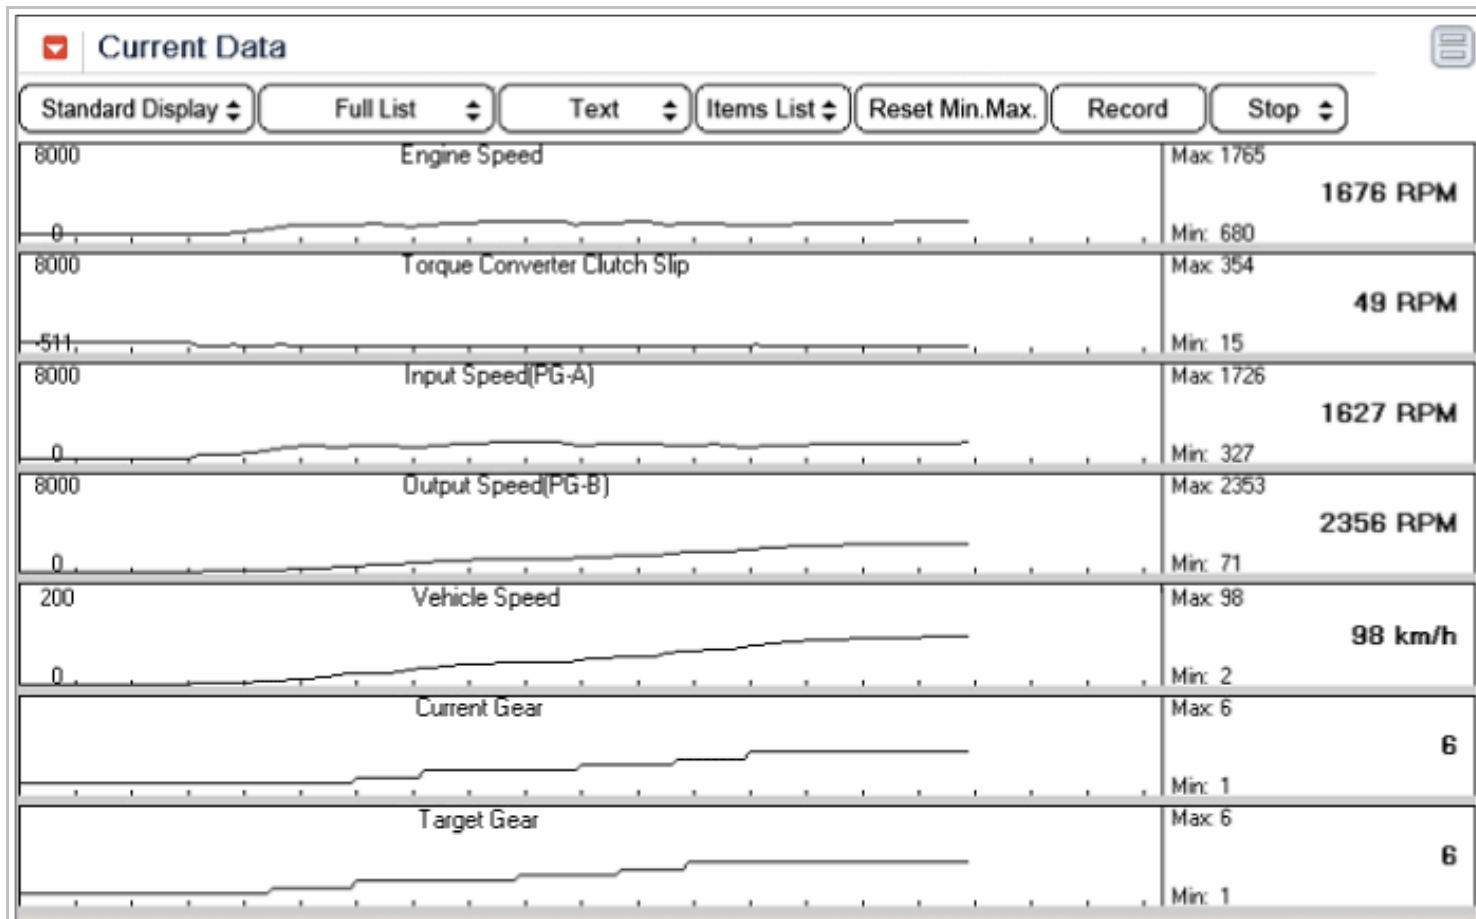 Current Data
Standard Display Full List Text Items List Reset Min.Max. Record Stop
8000 Engine Speed Max: 1765
1676 RPM
0 Min: 680
8000 Torque Converter Clutch Slip Max: 354
49 RPM
-511 Min: 15
8000 Input Speed(PG-A) Max: 1726
1627 RPM
0 Min: 327
8000 Output Speed(PG-B) Max: 2353
2356 RPM
0 Min: 71
200 Vehicle Speed Max: 98
98 km/h
0 Min: 2
Current Gear Max: 6
6
Min: 1
Target Gear Max: 6
6
Min: 1